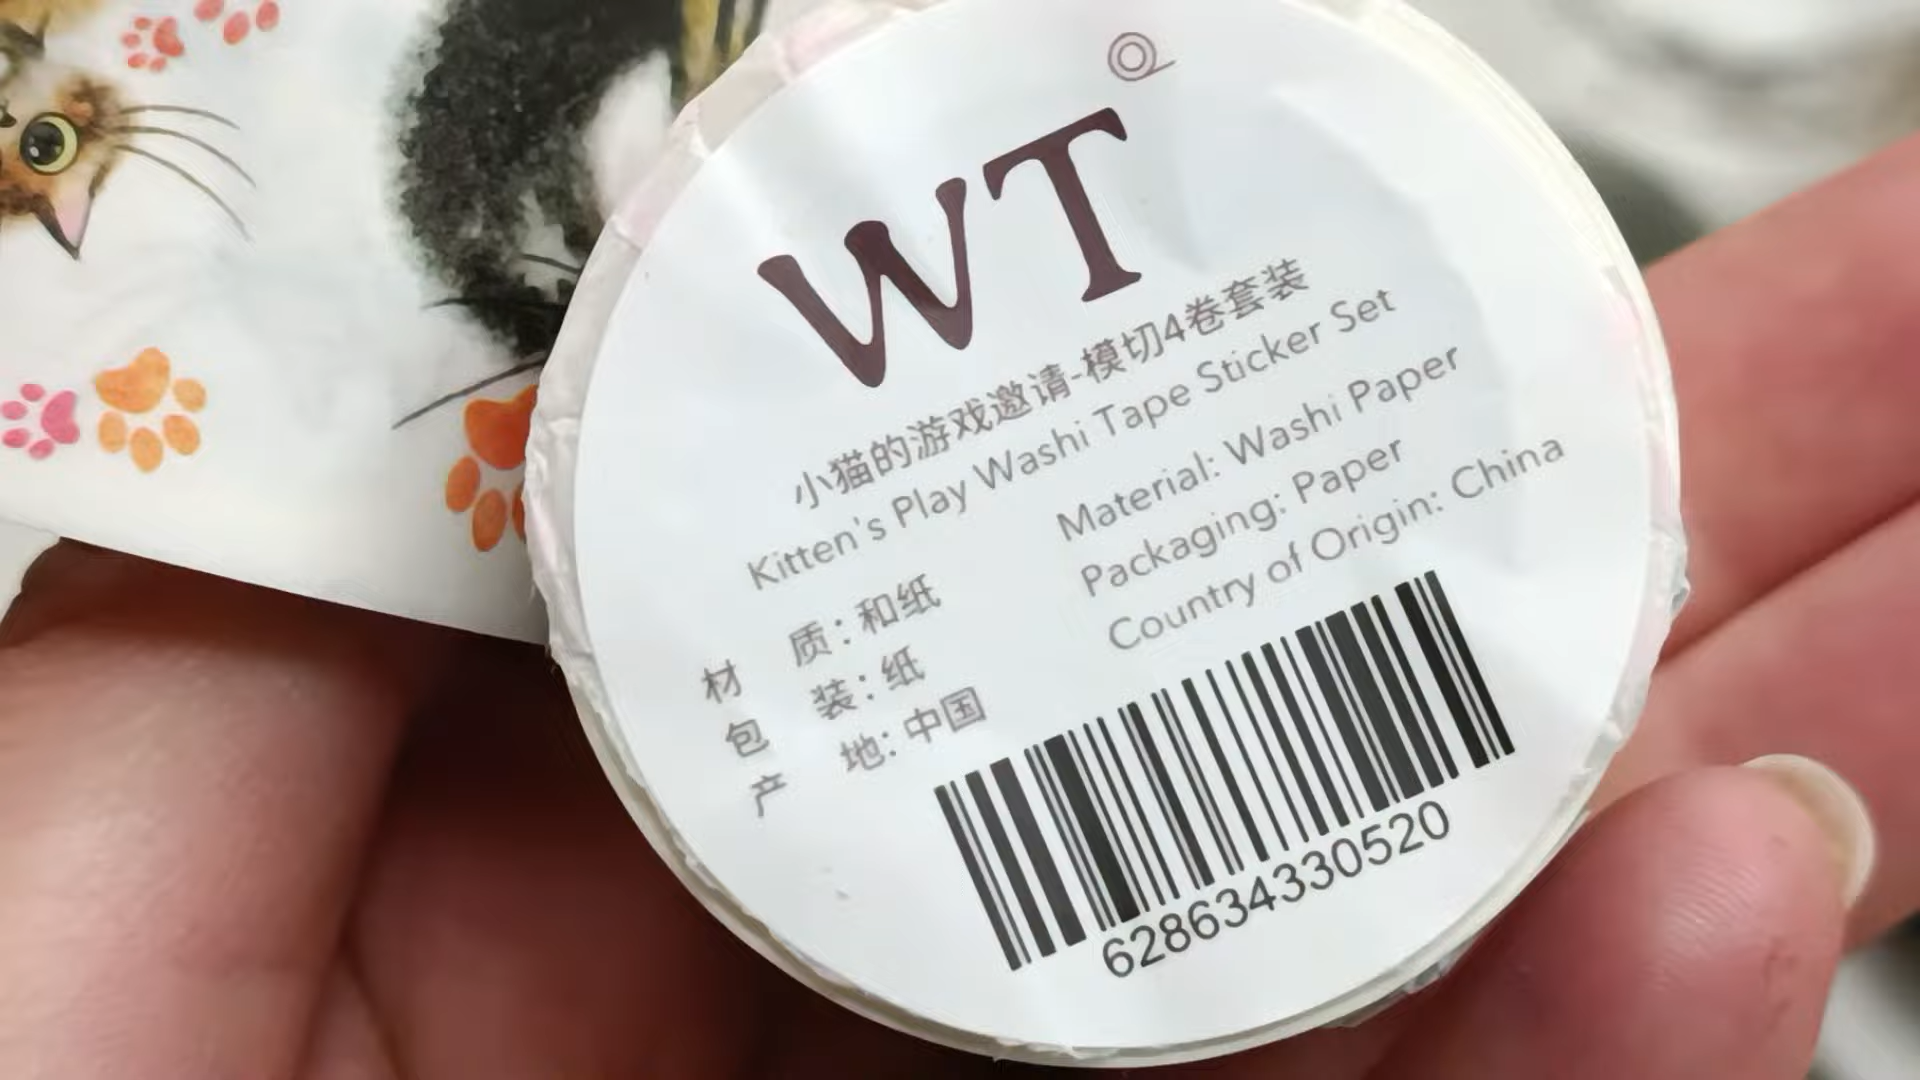 WT
小猫的游戏邀请-模切4卷套装
Kitten's Play Washi Tape Sticker Set
材 质：和纸
包 装：纸
产 地：中国
Material: Washi Paper
Packaging: Paper
Country of Origin: China
628634330520